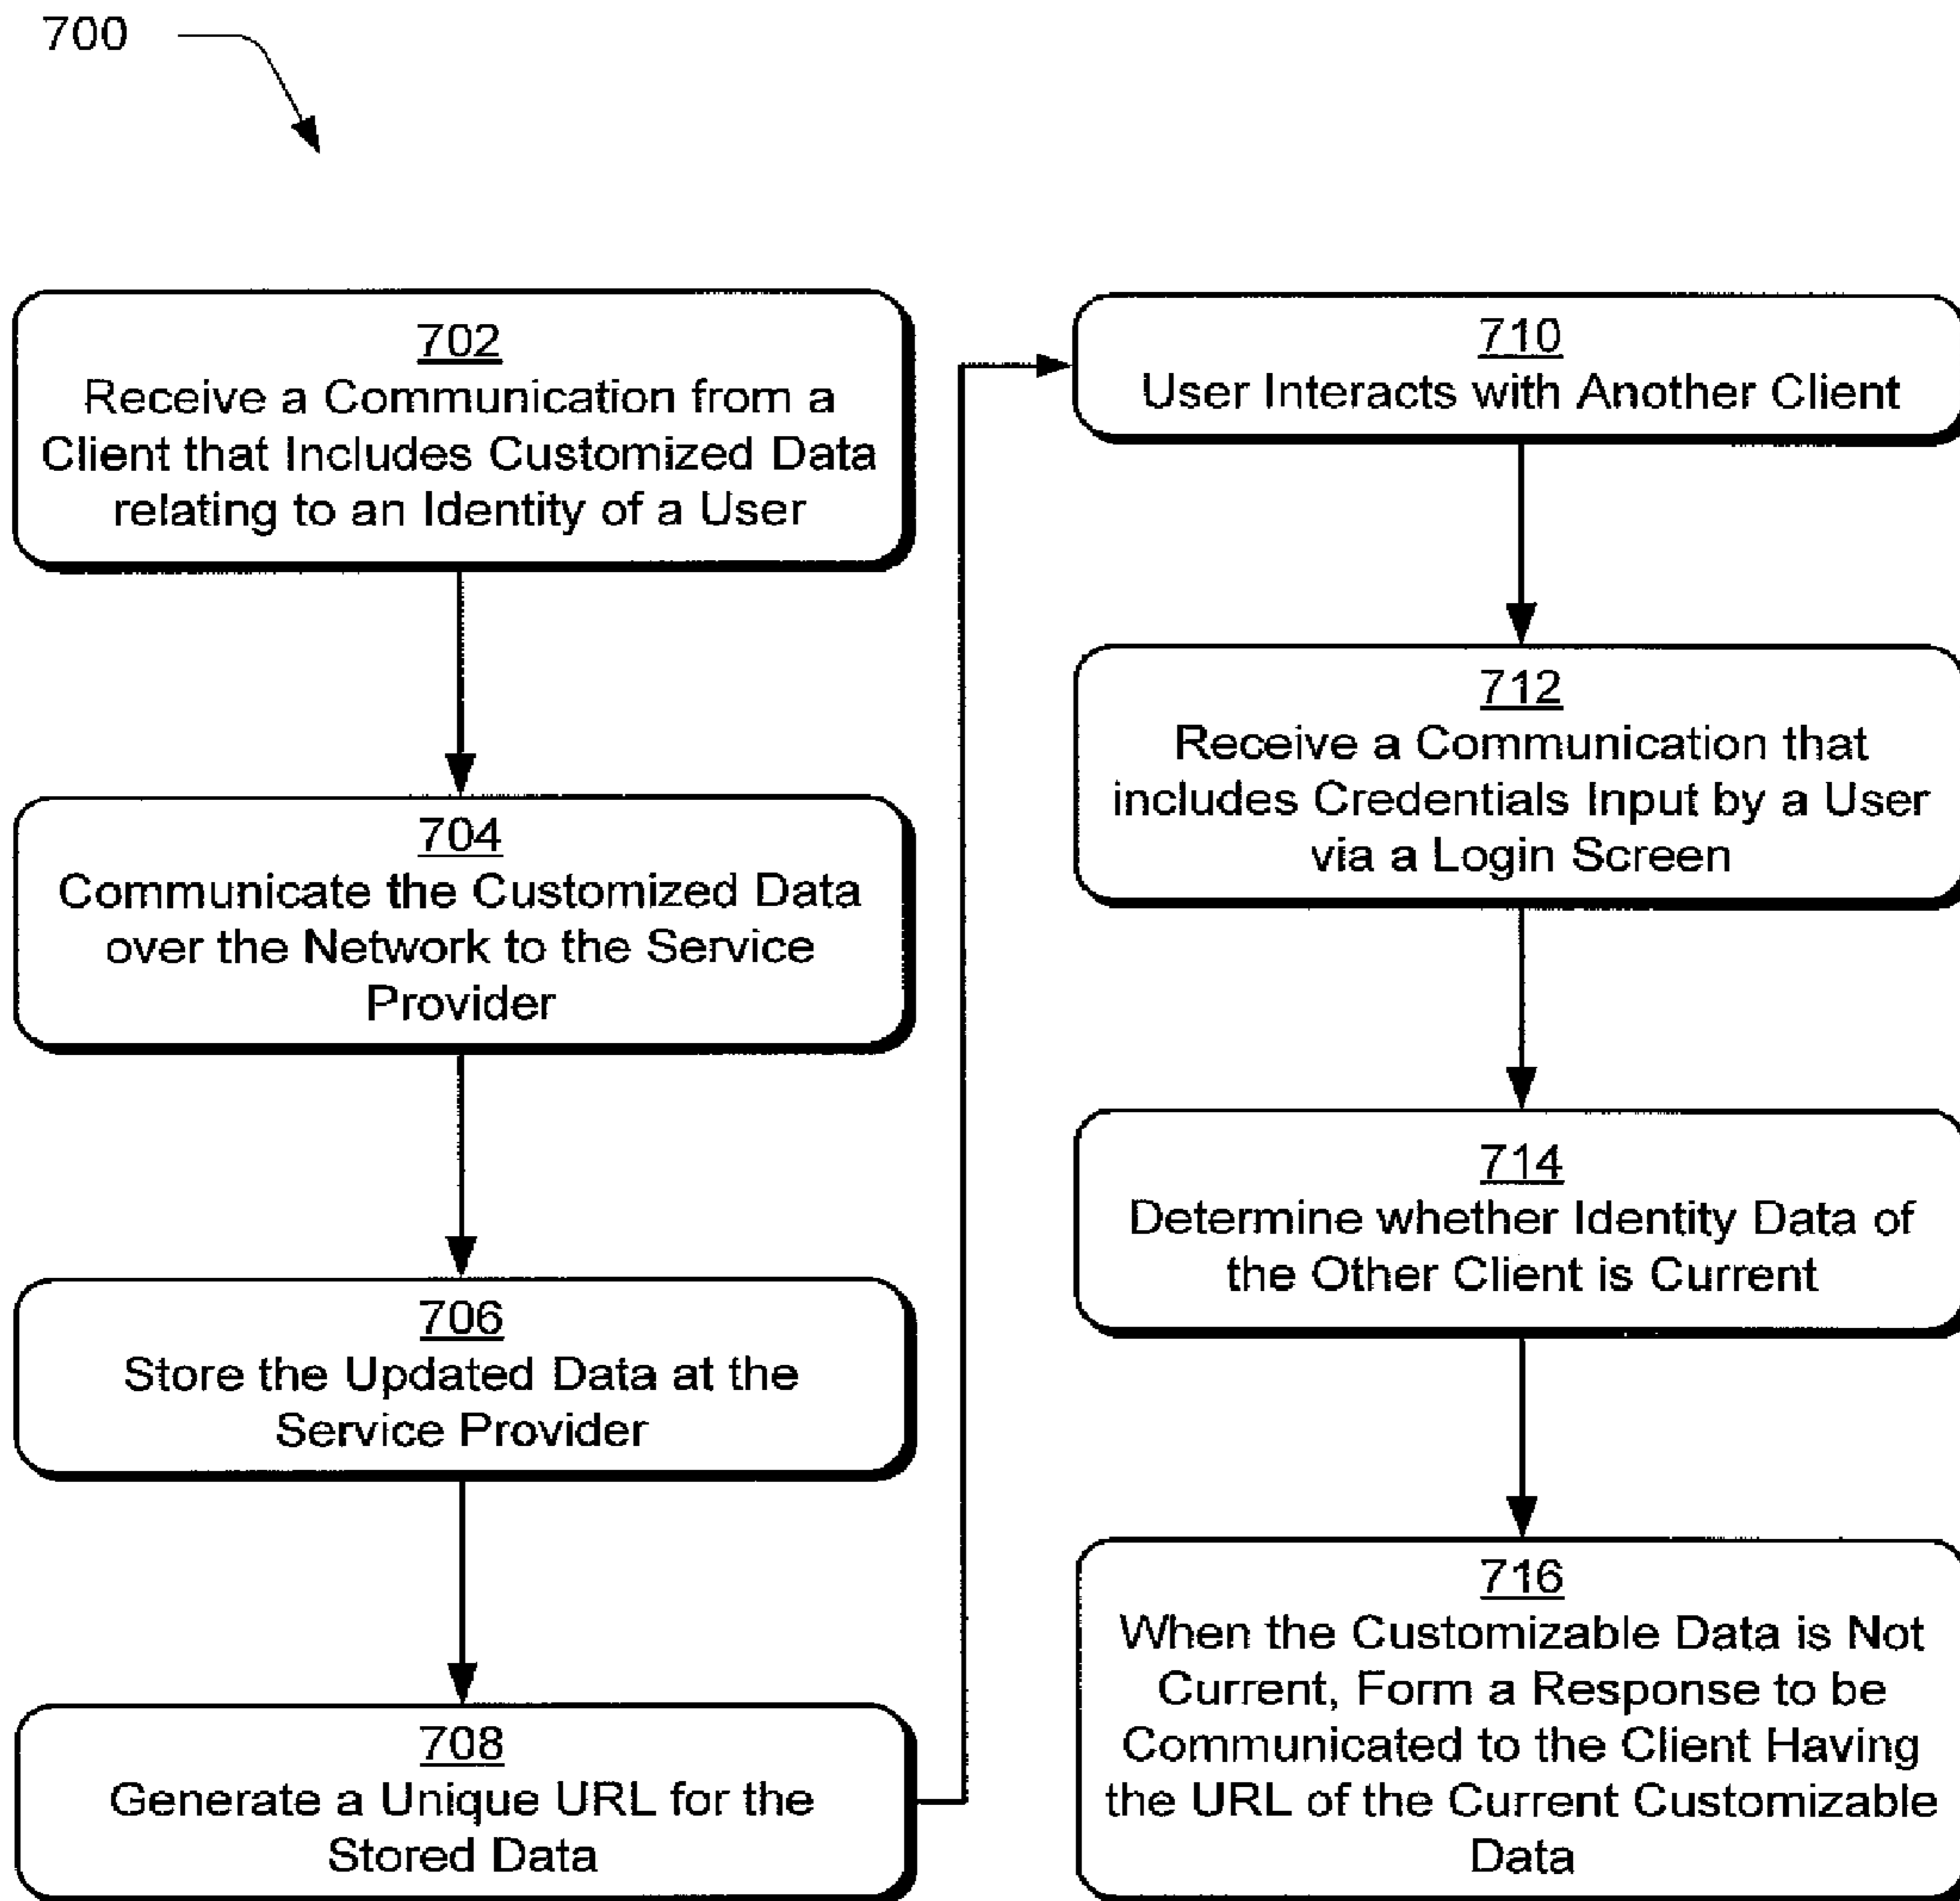 700
702
Receive a Communication from a
Client that Includes Customized Data
relating to an Identity of a User
704
Communicate the Customized Data
over the Network to the Service
Provider
706
Store the Updated Data at the
Service Provider
708
Generate a Unique URL for the
Stored Data
710
User Interacts with Another Client
712
Receive a Communication that
includes Credentials Input by a User
via a Login Screen
714
Determine whether Identity Data of
the Other Client is Current
716
When the Customizable Data is Not
Current, Form a Response to be
Communicated to the Client Having
the URL of the Current Customizable
Data